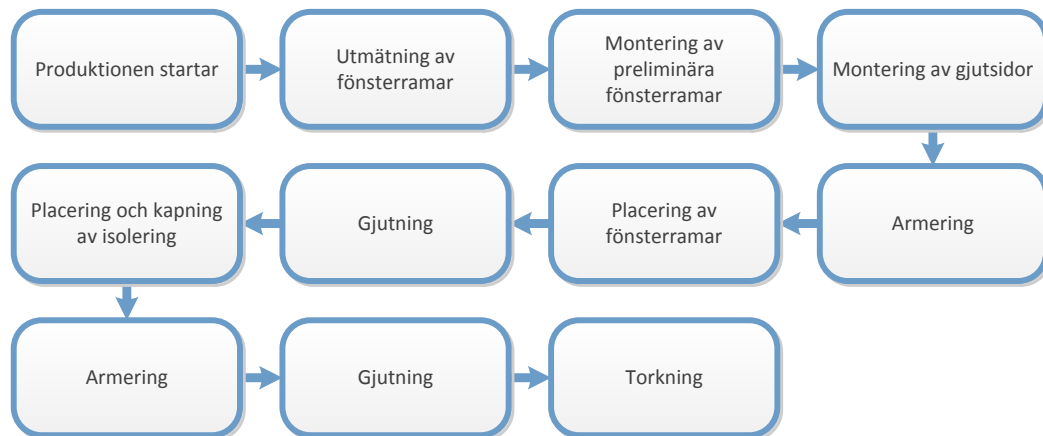 Produktionen startar
Utmätning av
fönsterramar
Montering av
preliminära
fönsterramar
Montering av gjutsidor
Armering
Placering av
fönsterramar
Gjutning
Placering och kapning
av isolering
Armering
Gjutning
Torkning